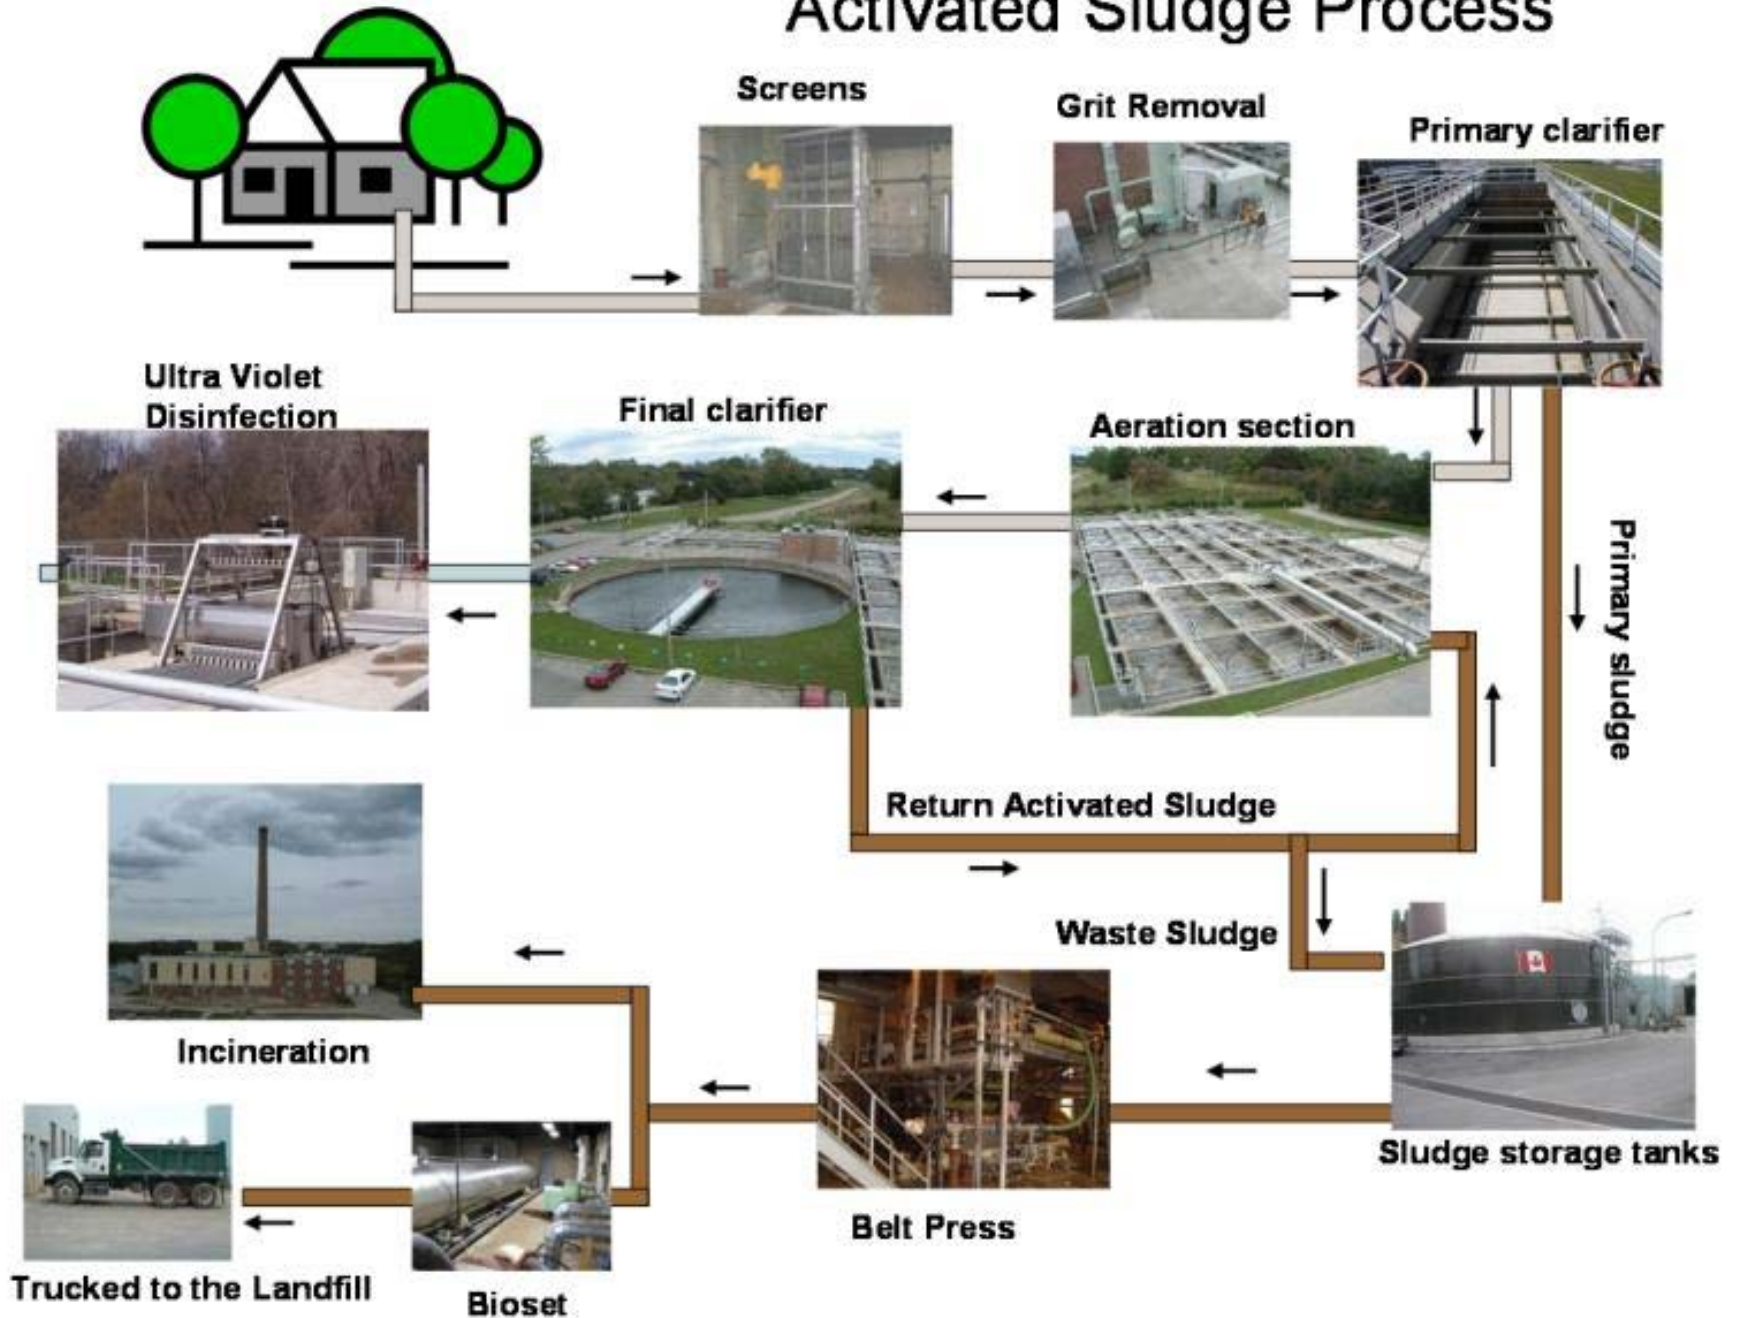 Activated Sludge Process
Screens
Grit Removal
Primary clarifier
Ultra Violet
Disinfection
Final clarifier
Aeration section
Primary sludge
Return Activated Sludge
Waste Sludge
Incineration
Sludge storage tanks
Belt Press
Trucked to the Landfill
Bioset